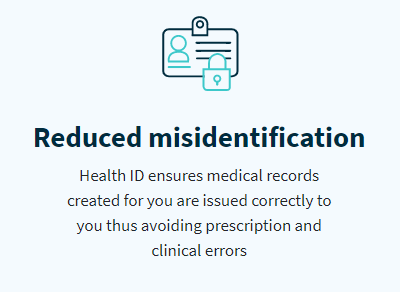 Reduced misidentification
Health ID ensures medical records
created for you are issued correctly to
you thus avoiding prescription and
clinical errors